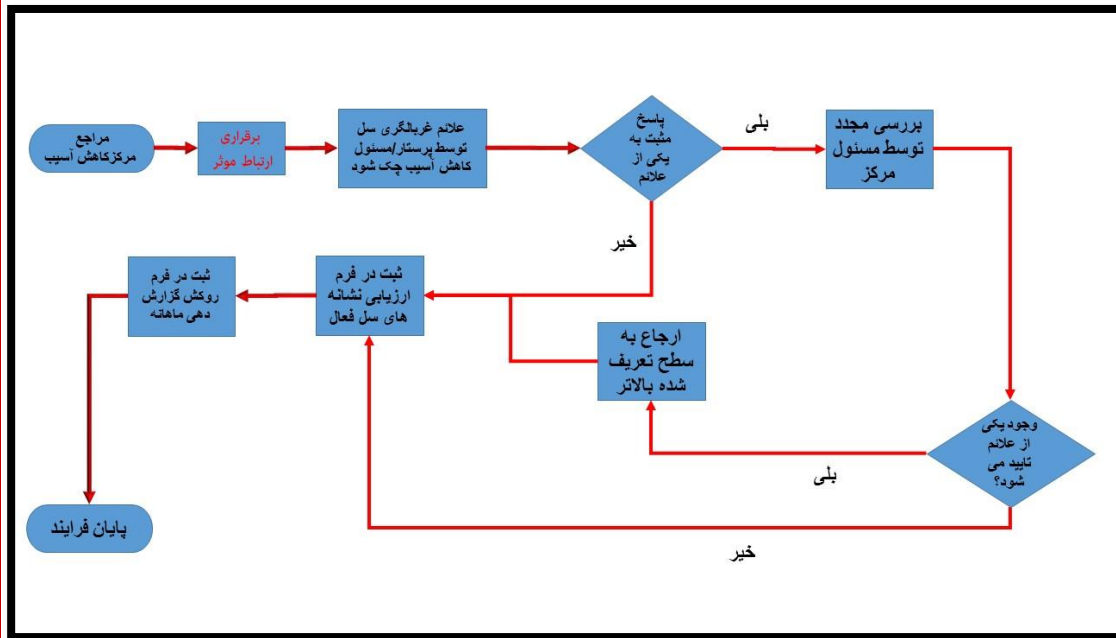 مراجع
مرکزکاهش آسیب
برقراری
ارتباط موثر
علائم غربالگری سل
توسط پرستار/مسئول
کاهش آسیب چک شود
پاسخ
مثبت به
یکی از
علائم
بلی
بررسی مجدد
توسط مسئول
مرکز
خیر
وجود یکی
از علائم
تایید می
شود؟
بلی
ارجاع به
سطح تعریف
شده بالاتر
خیر
ثبت در فرم
ارزیابی نشانه
های سل فعال
ثبت در فرم
روکش گزارش
دهی ماهانه
پایان فرایند